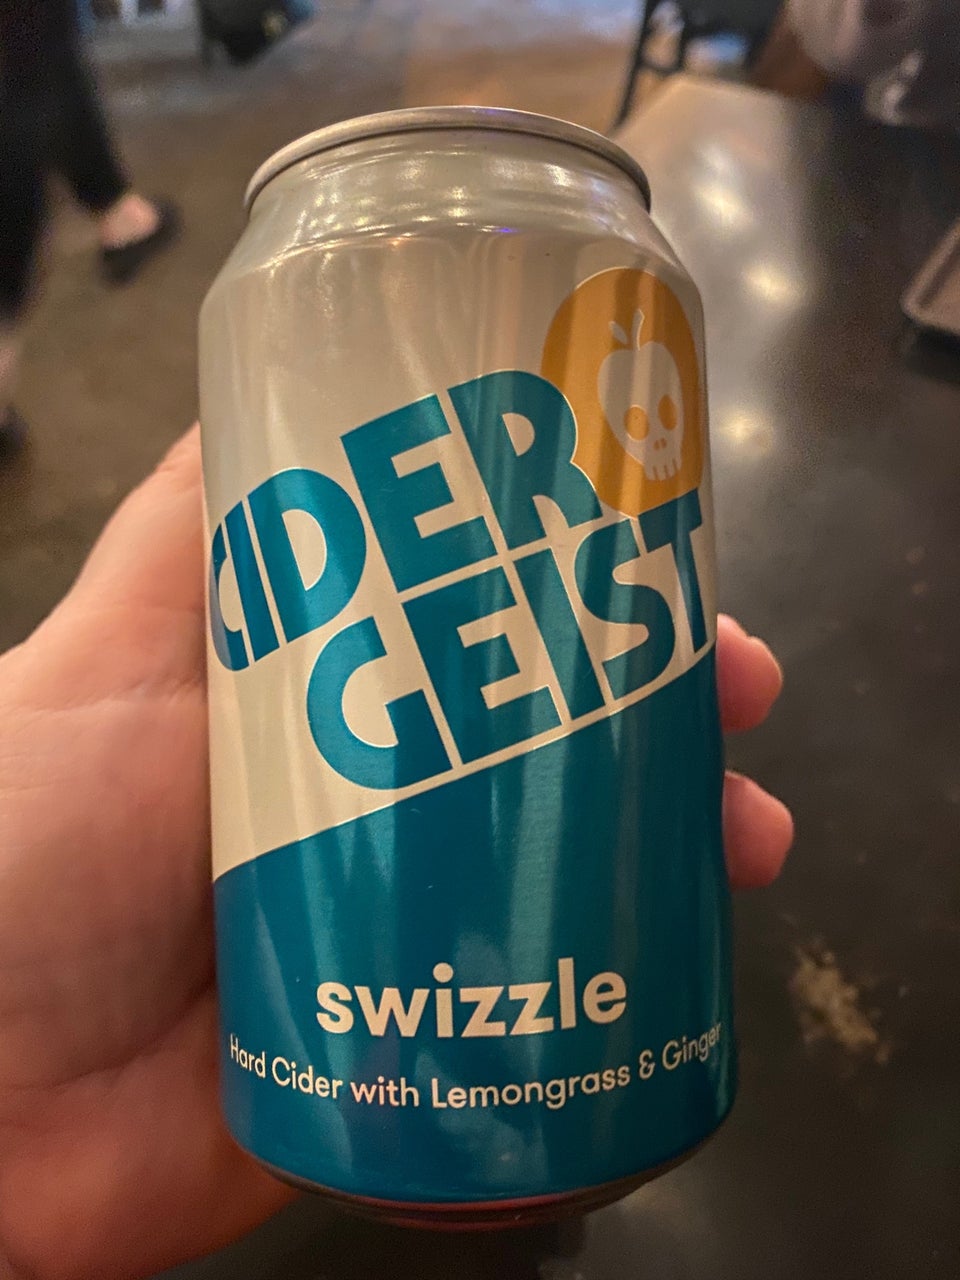 CIDER
GEIST
swizzle
Hard Cider with Lemongrass & Ginger